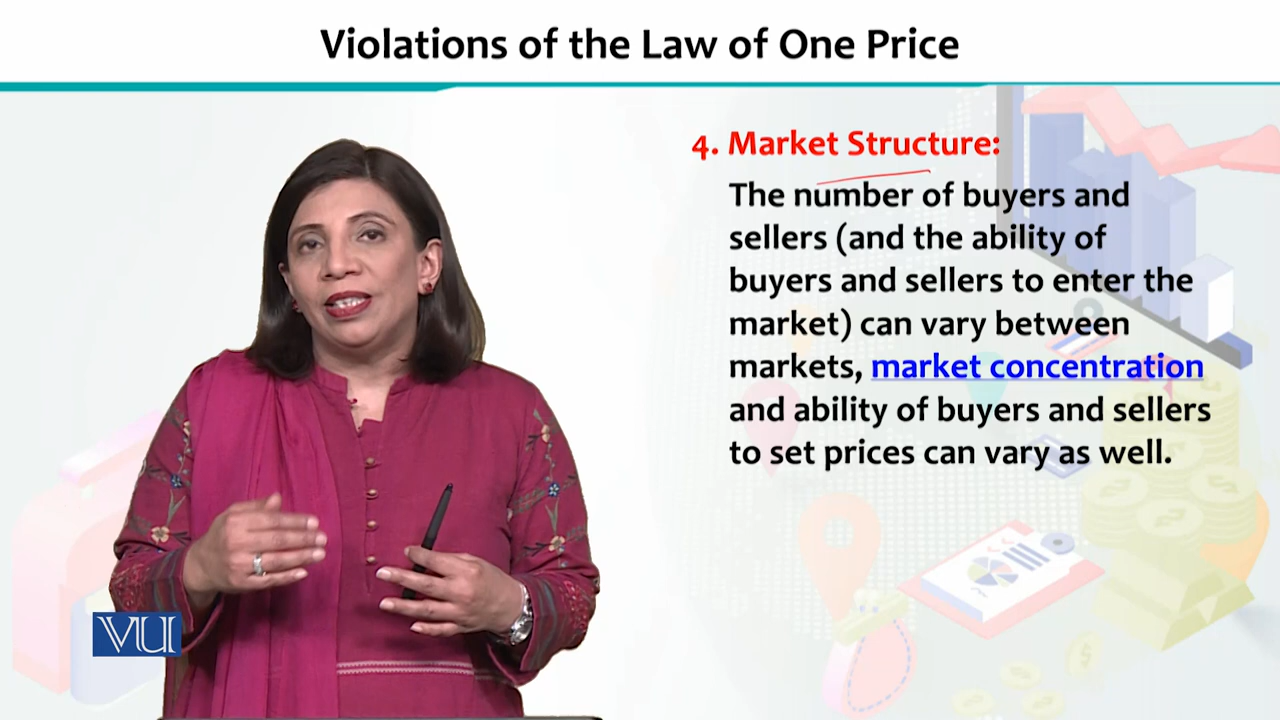 Violations of the Law of One Price
4. Market Structure:
The number of buyers and
sellers (and the ability of
buyers and sellers to enter the
market) can vary between
markets, market concentration
and ability of buyers and sellers
to set prices can vary as well.
VU